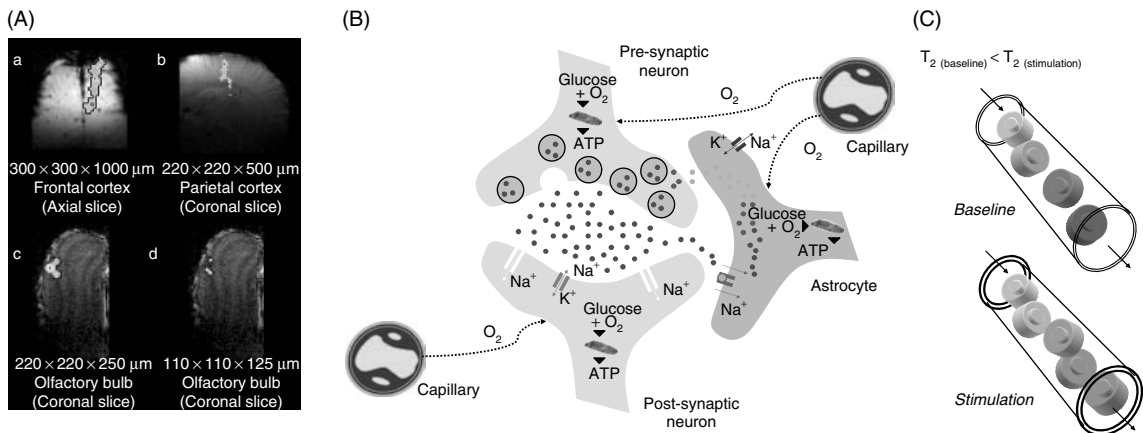 (A)
a
b
300 × 300 × 1000 μm
Frontal cortex
(Axial slice)
220 × 220 × 500 μm
Parietal cortex
(Coronal slice)
c
d
220 × 220 × 250 μm
Olfactory bulb
(Coronal slice)
110 × 110 × 125 μm
Olfactory bulb
(Coronal slice)
(B)
Pre-synaptic
neuron
Glucose
+ O₂
ATP
O₂
O₂
Capillary
K⁺
Na⁺
Glucose
+ O₂
ATP
Astrocyte
Na⁺
Na⁺
Na⁺
K⁺
Na⁺
Glucose
+ O₂
ATP
O₂
Capillary
Post-synaptic
neuron
(C)
T₂ (baseline) < T₂ (stimulation)
Baseline
Stimulation